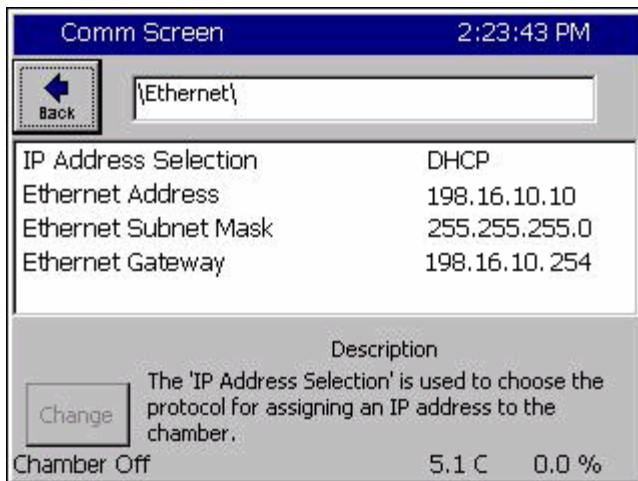 Comm Screen 2:23:43 PM
Back
\Ethernet\
IP Address Selection DHCP
Ethernet Address 198.16.10.10
Ethernet Subnet Mask 255.255.255.0
Ethernet Gateway 198.16.10.254
Description
The 'IP Address Selection' is used to choose the
protocol for assigning an IP address to the
chamber.
Change
Chamber Off 5.1 C 0.0 %